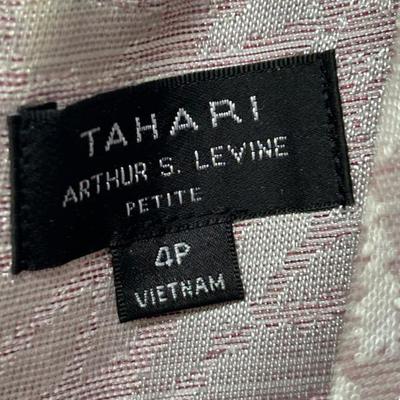 TAHARI
ARTHUR S. LEVINE
PETITE
4P
VIETNAM